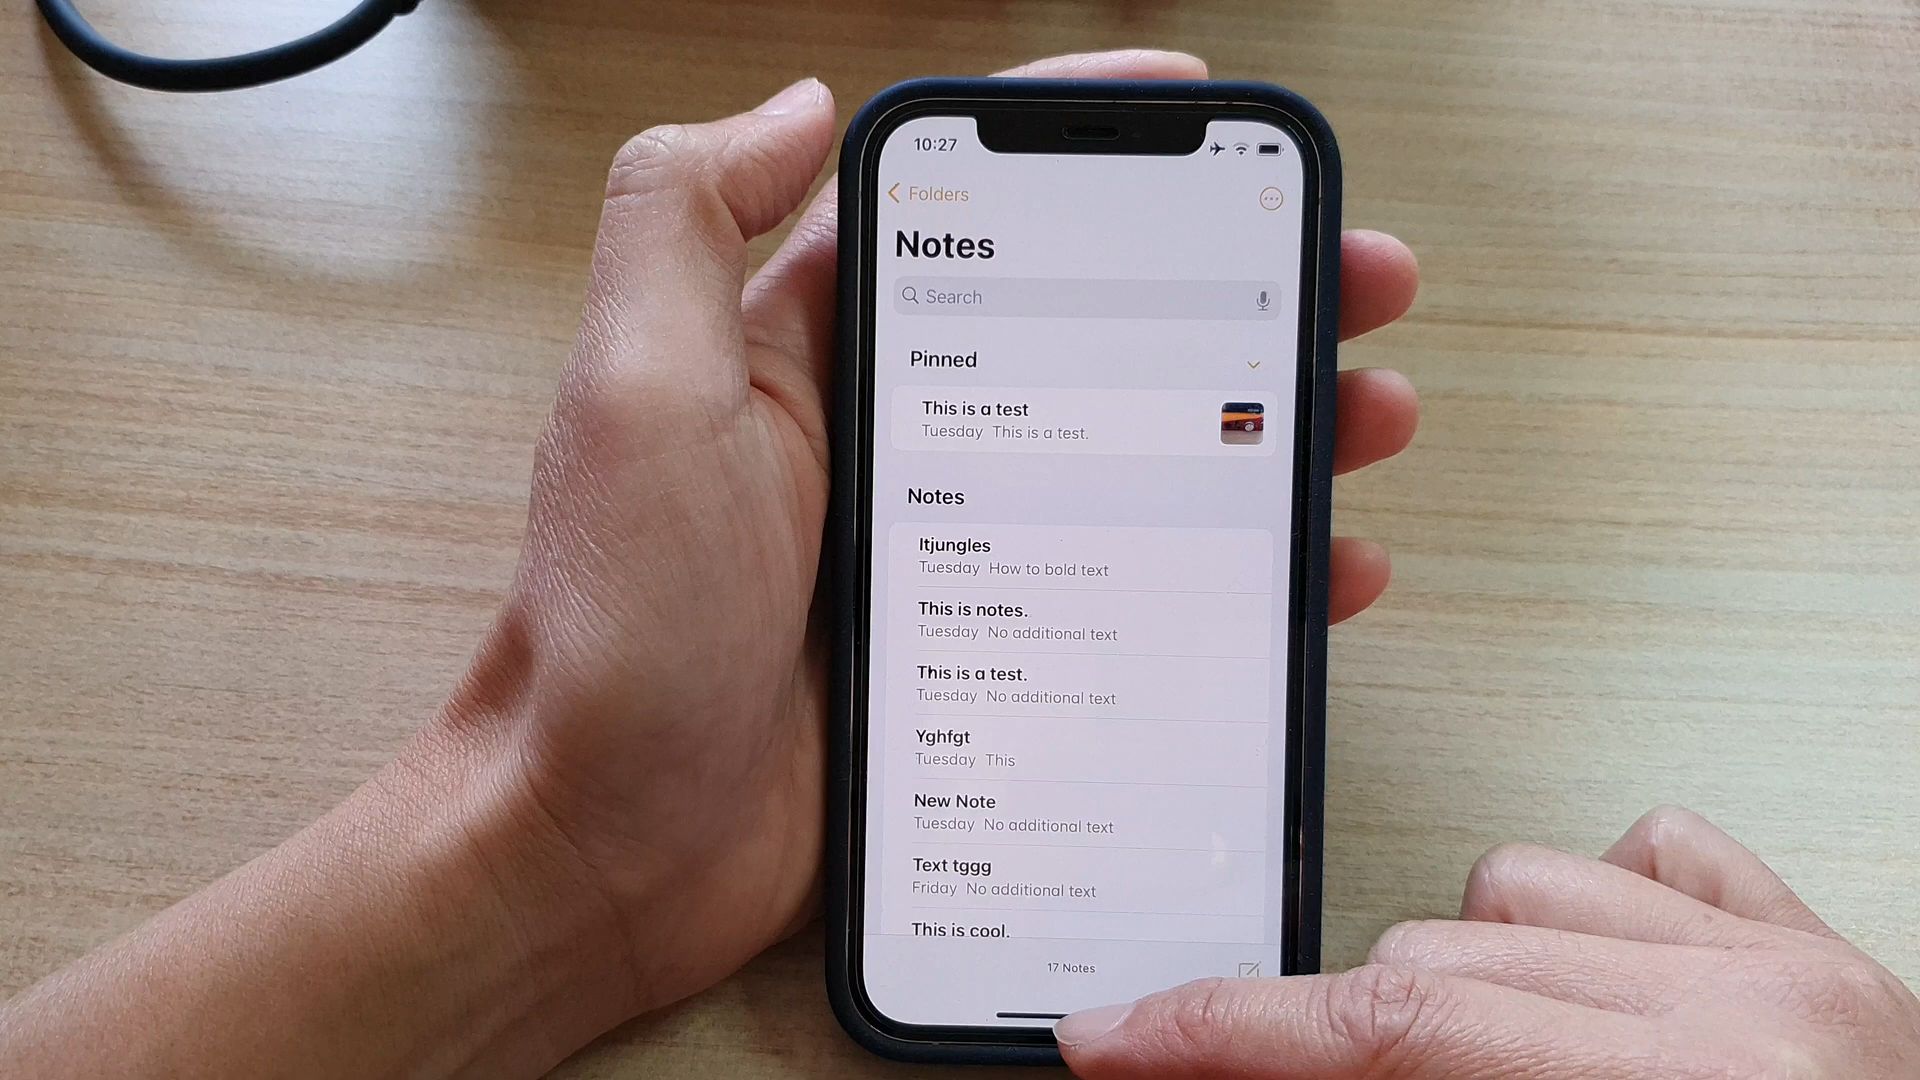 10:27
Folders
Notes
Search
Pinned
This is a test
Tuesday This is a test.
Notes
Itjungles
Tuesday How to bold text
This is notes.
Tuesday No additional text
This is a test.
Tuesday No additional text
Yghfgt
Tuesday This
New Note
Tuesday No additional text
Text tggg
Friday No additional text
This is cool.
17 Notes